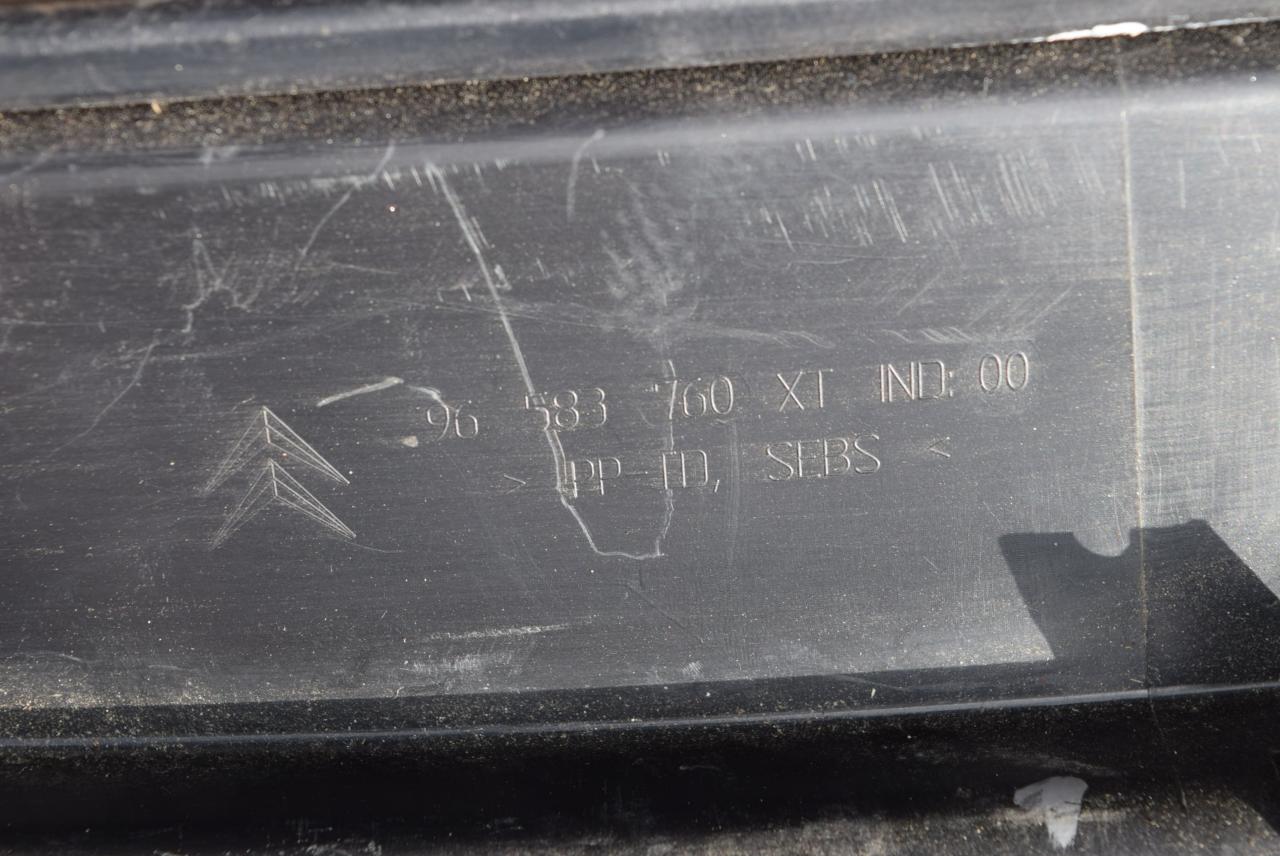 96 583 760 XT IND: 00
> PP-TD, SEBS <